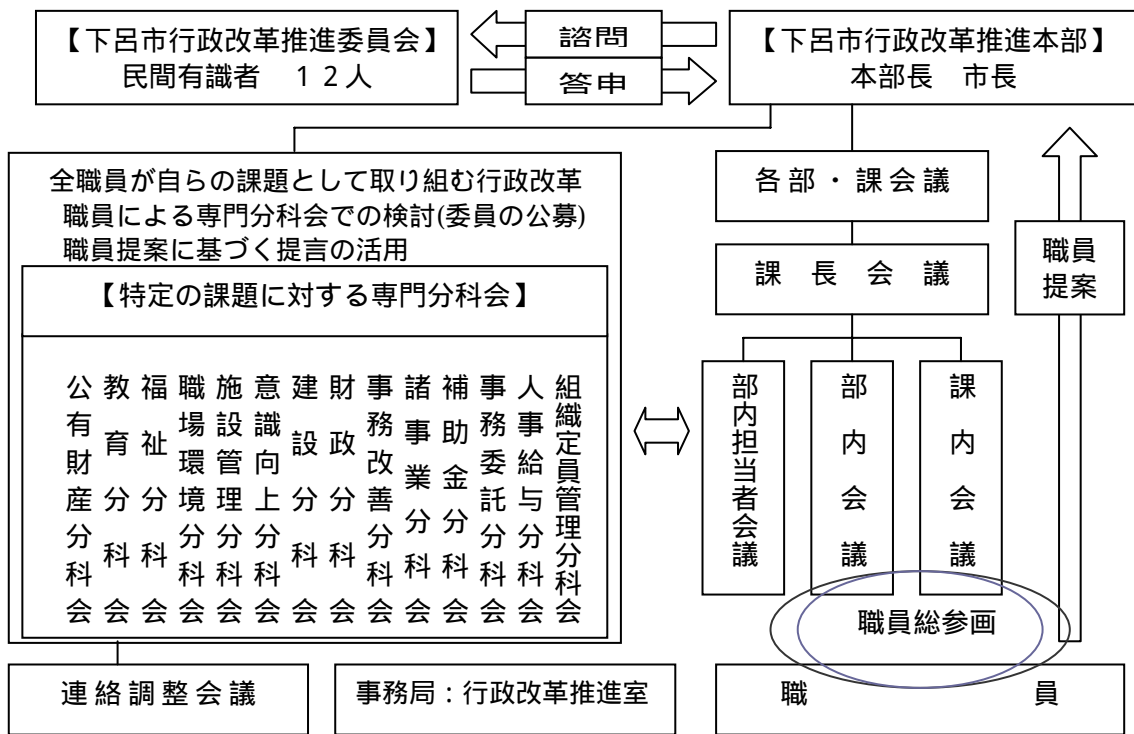 【下呂市行政改革推進委員会】
民間有識者　１２人
諮問
答申
【下呂市行政改革推進本部】
本部長　市長
全職員が自らの課題として取り組む行政改革
職員による専門分科会での検討(委員の公募)
職員提案に基づく提言の活用
【特定の課題に対する専門分科会】
組織定員管理分科会
人事給与分科会
事務委託分科会
補助金分科会
諸事業分科会
事務改善分科会
財政分科会
建設分科会
意識向上分科会
施設管理分科会
職場環境分科会
福祉分科会
教育分科会
公有財産分科会
各部・課会議
課長会議
部内担当者会議
部内会議
課内会議
職員
提案
職員総参画
職員
連絡調整会議
事務局：行政改革推進室